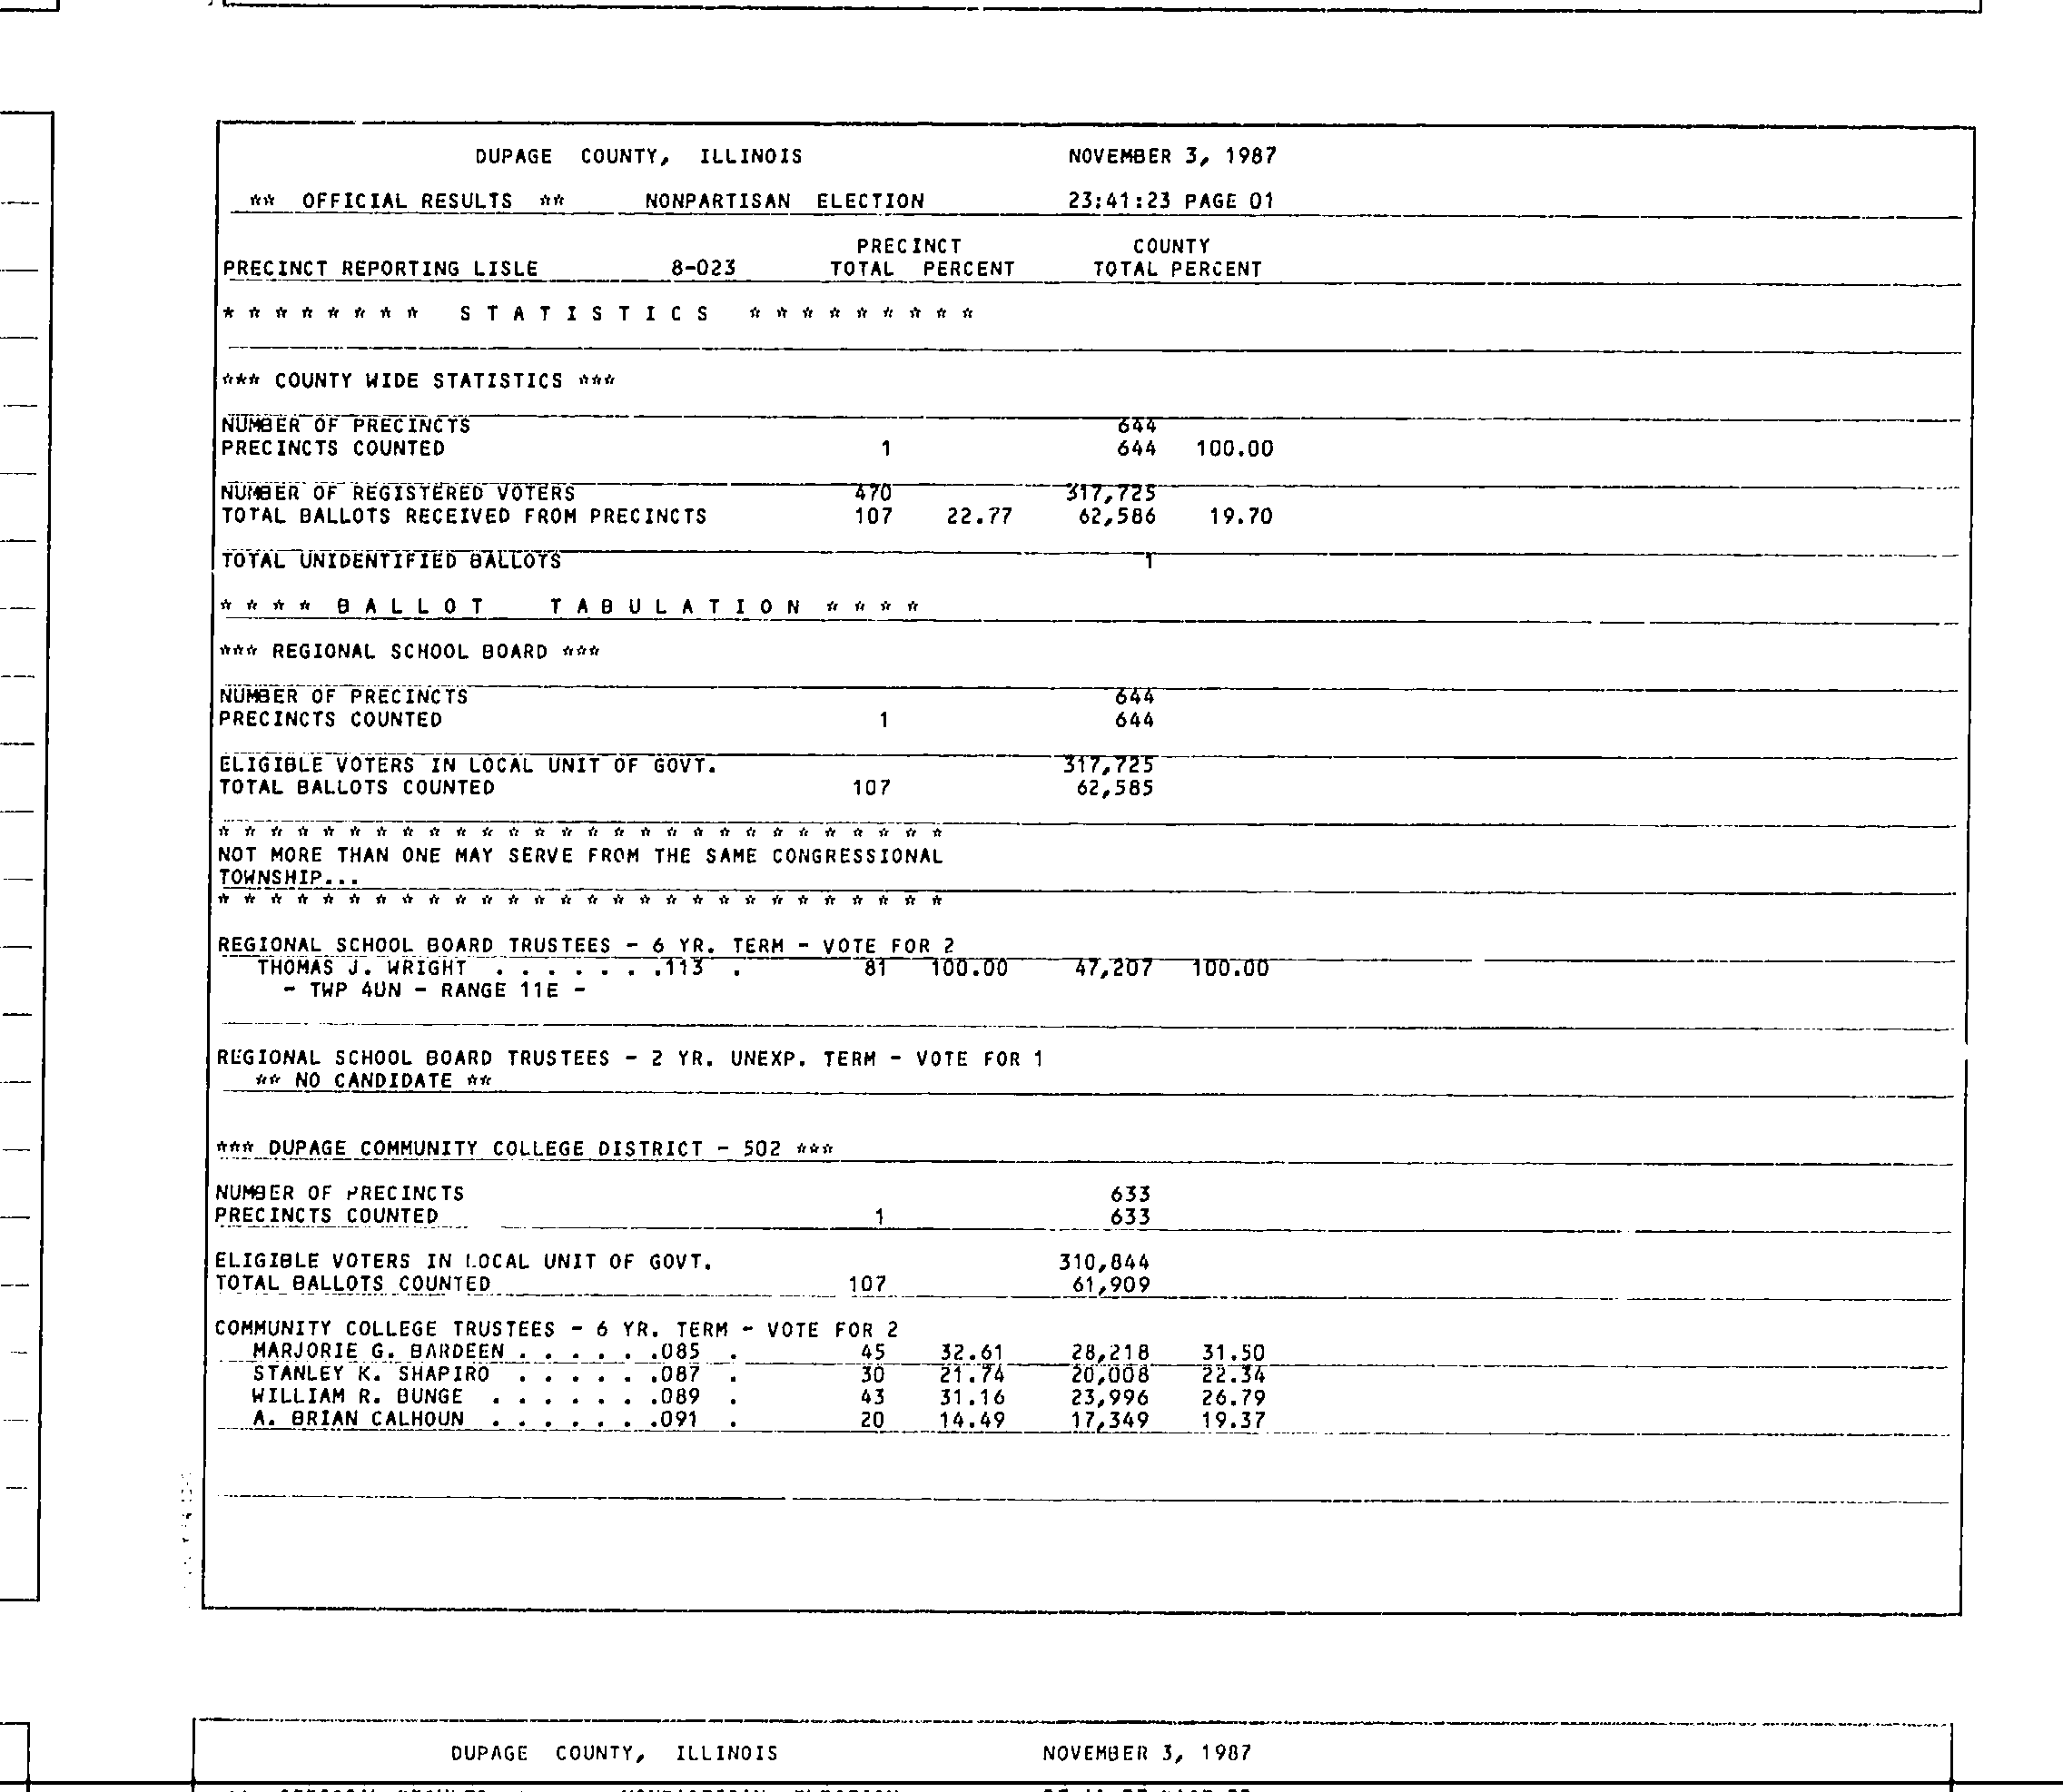 DUPAGE COUNTY, ILLINOIS NOVEMBER 3, 1987
** OFFICIAL RESULTS ** NONPARTISAN ELECTION 23:41:23 PAGE 01
PRECINCT COUNTY
PRECINCT REPORTING LISLE 8-023 TOTAL PERCENT TOTAL PERCENT
* * * * * * * * S T A T I S T I C S * * * * * * * * *
*** COUNTY WIDE STATISTICS ***
NUMBER OF PRECINCTS 644
PRECINCTS COUNTED 1 644 100.00
NUMBER OF REGISTERED VOTERS 470 317,725
TOTAL BALLOTS RECEIVED FROM PRECINCTS 107 22.77 62,586 19.70
TOTAL UNIDENTIFIED BALLOTS 1
* * * * B A L L O T T A B U L A T I O N * * * *
*** REGIONAL SCHOOL BOARD ***
NUMBER OF PRECINCTS 644
PRECINCTS COUNTED 1 644
ELIGIBLE VOTERS IN LOCAL UNIT OF GOVT. 317,725
TOTAL BALLOTS COUNTED 107 62,585
* * * * * * * * * * * * * * * * * * * * * * * * * * * *
NOT MORE THAN ONE MAY SERVE FROM THE SAME CONGRESSIONAL
TOWNSHIP...
* * * * * * * * * * * * * * * * * * * * * * * * * * * *
REGIONAL SCHOOL BOARD TRUSTEES - 6 YR. TERM - VOTE FOR 2
THOMAS J. WRIGHT . . . . . . .113 . 81 100.00 47,207 100.00
- TWP 4UN - RANGE 11E -
REGIONAL SCHOOL BOARD TRUSTEES - 2 YR. UNEXP. TERM - VOTE FOR 1
** NO CANDIDATE **
*** DUPAGE COMMUNITY COLLEGE DISTRICT - 502 ***
NUMBER OF PRECINCTS 633
PRECINCTS COUNTED 1 633
ELIGIBLE VOTERS IN LOCAL UNIT OF GOVT. 310,844
TOTAL BALLOTS COUNTED 107 61,909
COMMUNITY COLLEGE TRUSTEES - 6 YR. TERM - VOTE FOR 2
MARJORIE G. BARDEEN . . . . . .085 . 45 32.61 28,218 31.50
STANLEY K. SHAPIRO . . . . . .087 . 30 21.74 20,008 22.34
WILLIAM R. BUNGE . . . . . . .089 . 43 31.16 23,996 26.79
A. BRIAN CALHOUN . . . . . . .091 . 20 14.49 17,349 19.37
DUPAGE COUNTY, ILLINOIS NOVEMBER 3, 1987